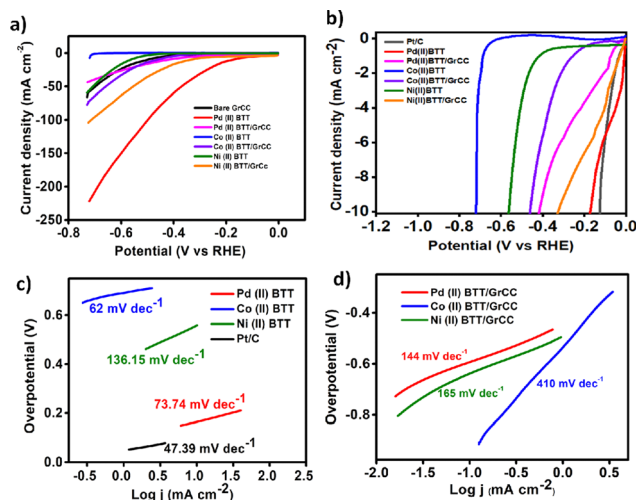 a)
Current density (mA cm-2)
0
-50
-100
-150
-200
-250
-0.8
-0.6
-0.4
-0.2
0.0
Potential (V vs RHE)
Bare GrCC
Pd (II) BTT
Pd (II) BTT/GrCC
Co (II) BTT
Co (II) BTT/GrCC
Ni (II) BTT
Ni (II) BTT/GrCc
b)
Current density (mA cm-2)
0
-2
-4
-6
-8
-10
-1.2
-1.0
-0.8
-0.6
-0.4
-0.2
0.0
Potential (V vs RHE)
Pt/C
Pd(II)BTT
Pd(II)BTT/GrCC
Co(II)BTT
Co(II)BTT/GrCC
Ni(II)BTT
Ni(II)BTT/GrCC
c)
Overpotential (V)
0.6
0.4
0.2
0.0
-0.5
0.0
0.5
1.0
1.5
2.0
2.5
Log j (mA cm-2)
Pd (II) BTT
Co (II) BTT
Ni (II) BTT
Pt/C
62 mV dec-1
136.15 mV dec-1
73.74 mV dec-1
47.39 mV dec-1
d)
Overpotential (V)
-0.4
-0.6
-0.8
-2.0
-1.5
-1.0
-0.5
0.0
0.5
Log j (mA cm-2)
Pd (II) BTT/GrCC
Co (II) BTT/GrCC
Ni (II) BTT/GrCC
144 mV dec-1
165 mV dec-1
410 mV dec-1